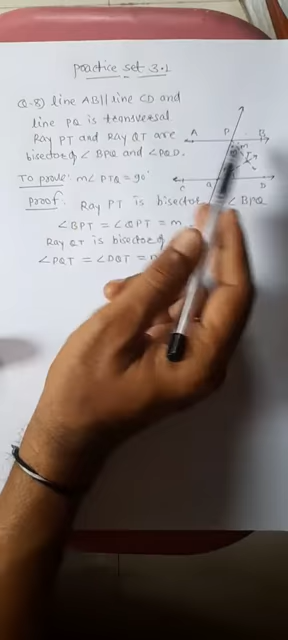 practice set 3.1
Q-8) line AB || line CD and
line PQ is transversal
Ray PT and Ray QT are
bisector of ∠ BPQ and ∠PQD.
To prove: m∠ PTQ = 90°
Proof: Ray PT is bisector ∠ BPQ
∠BPT = ∠QPT = m
Ray QT is bisector of
∠PQT = ∠DQT =
A P B
m
T
C Q D